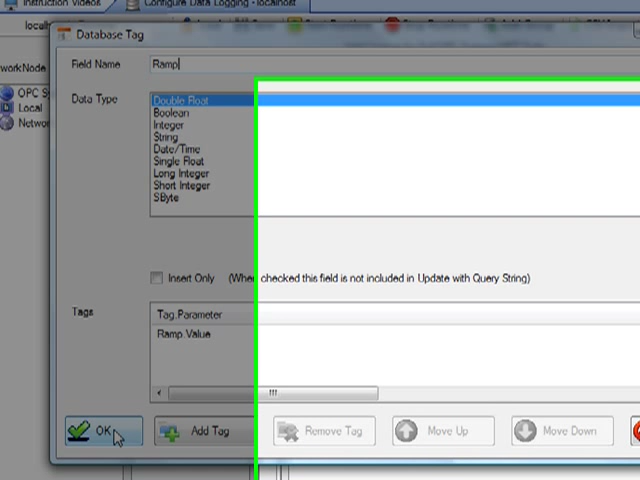 Instruction Videos
Configure Data Logging - localhost
localh
Database Tag
Field Name
Ramp
workNode
OPC Sy
Local
Networ
Data Type
Double Float
Boolean
Integer
String
Date/Time
Single Float
Long Integer
Short Integer
SByte
Insert Only (When checked this field is not included in Update with Query String)
Tags
Tag.Parameter
Ramp.Value
OK
Add Tag
Remove Tag
Move Up
Move Down